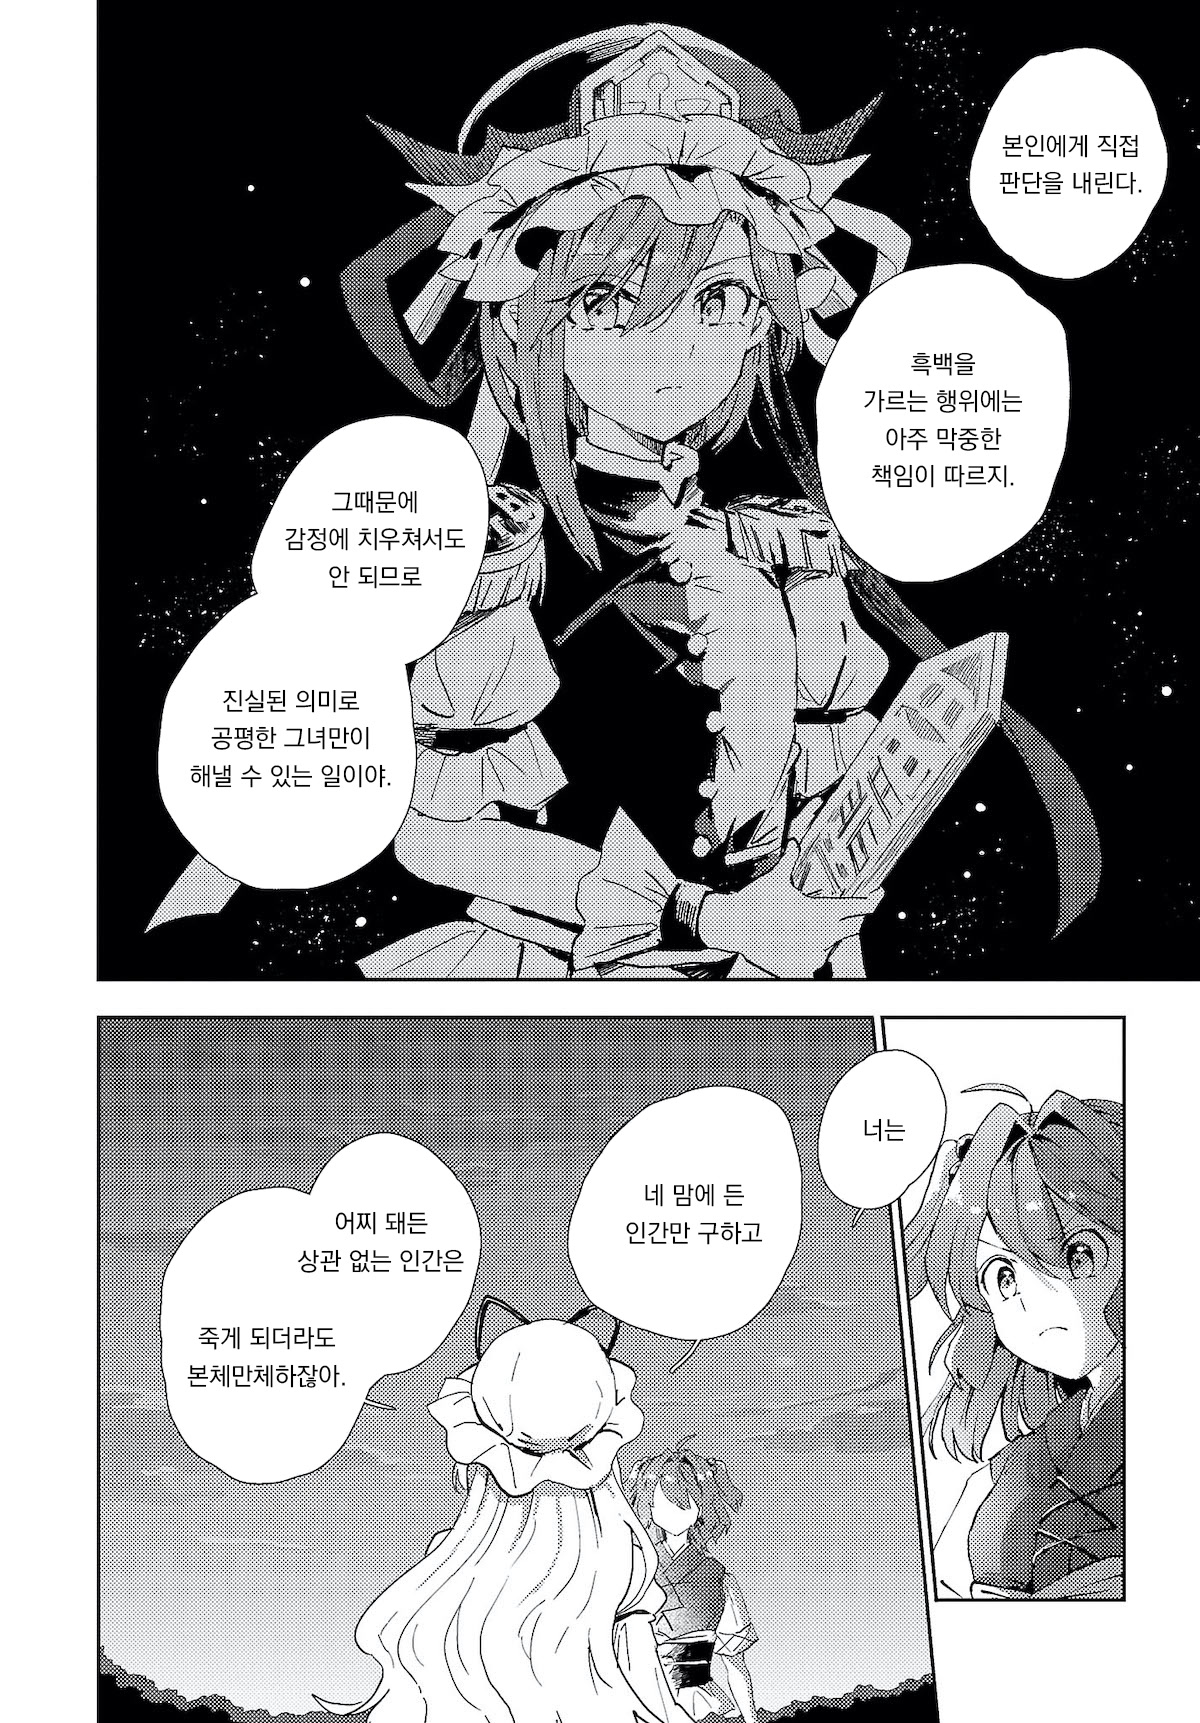 본인에게 직접
판단을 내린다.
흑백을
가르는 행위에는
아주 막중한
책임이 따르지.
그때문에
감정에 치우쳐서도
안 되므로
진실된 의미로
공평한 그녀만이
해낼 수 있는 일이야.
너는
네 맘에 든
인간만 구하고
어찌 돼든
상관 없는 인간은
죽게 되더라도
본체만체하잖아.